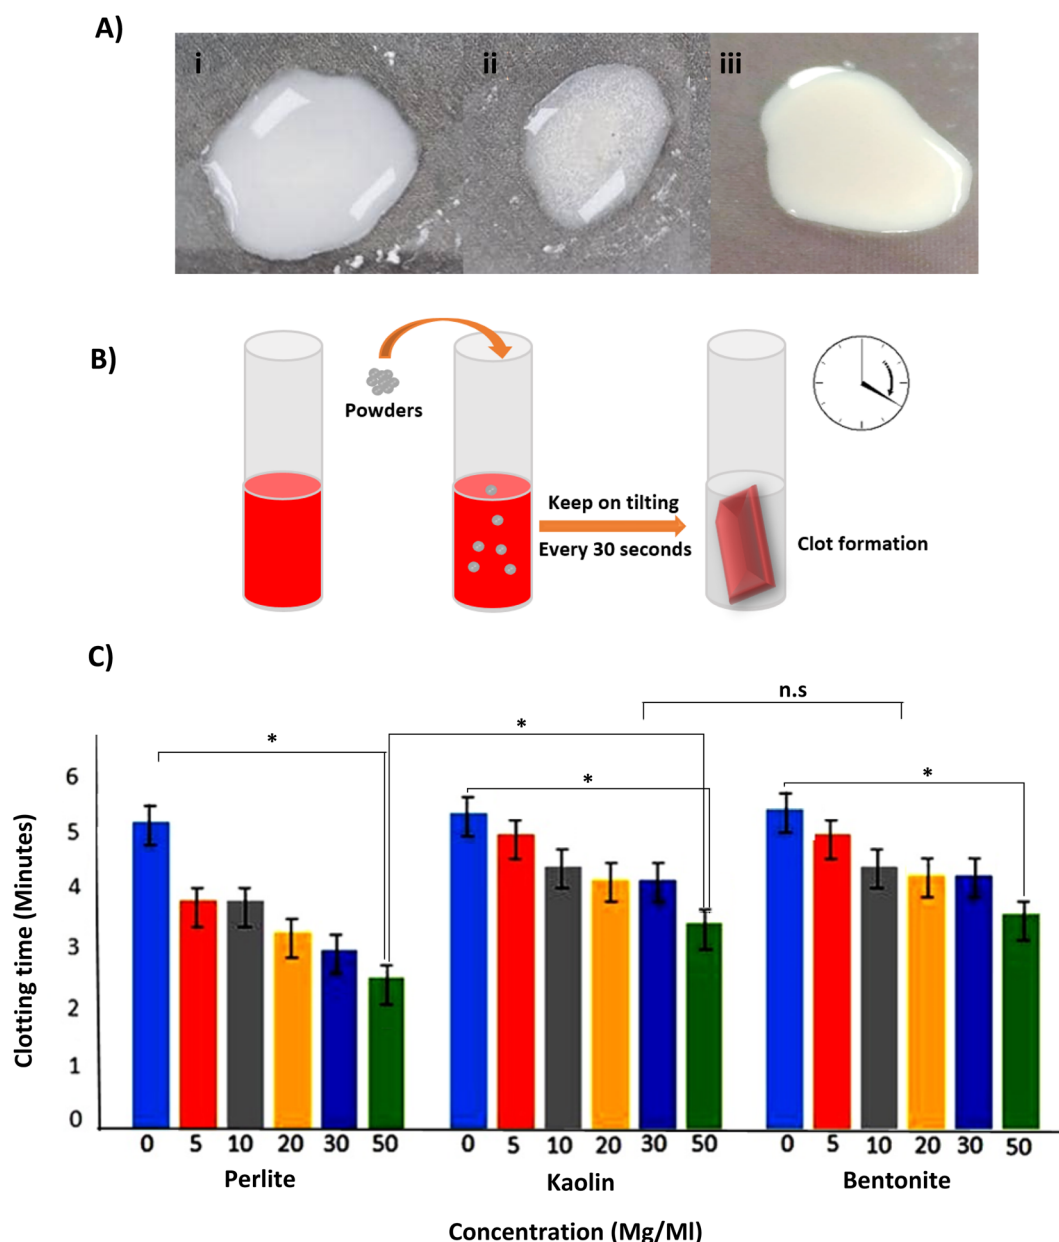 A)
i ii iii
B)
Powders
Keep on tilting
Every 30 seconds
Clot formation
C)
n.s
*
*
*
*
Clotting time (Minutes)
6
5
4
3
2
1
0
0 5 10 20 30 50 0 5 10 20 30 50 0 5 10 20 30 50
Perlite Kaolin Bentonite
Concentration (Mg/Ml)